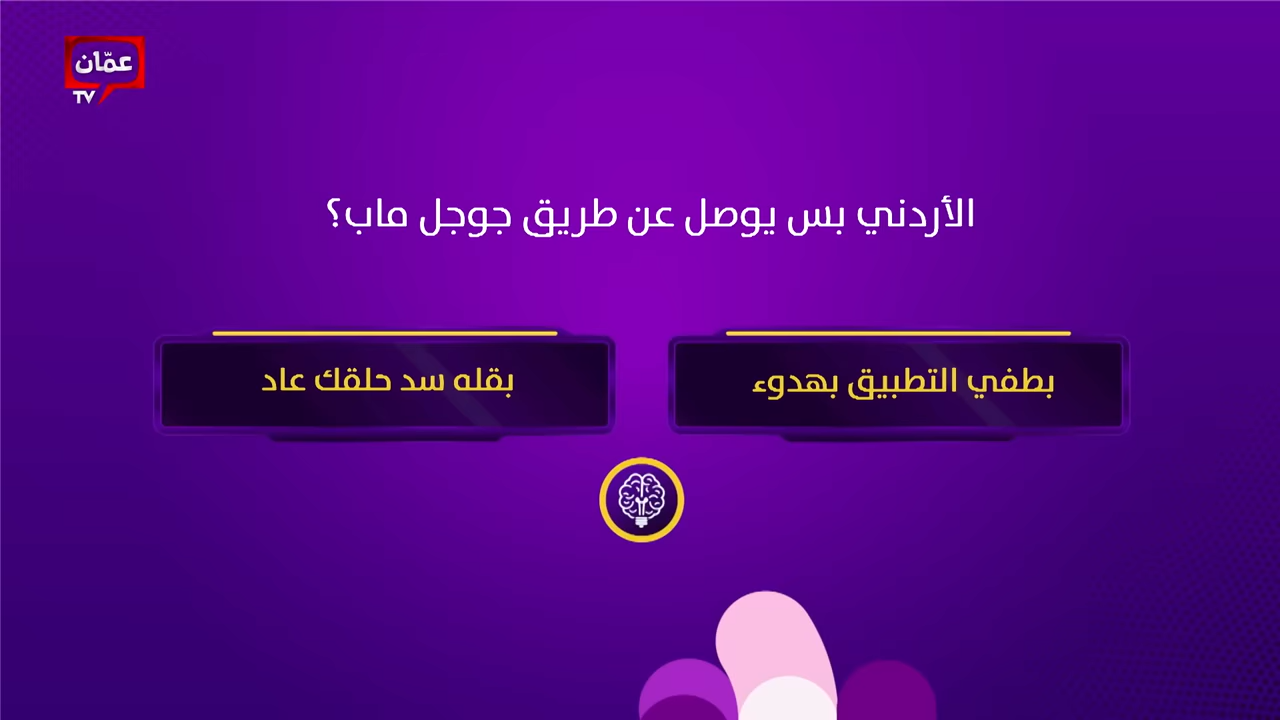 عمّان
TV
الأردني بس يوصل عن طريق جوجل ماب؟
بطفي التطبيق بهدوء
بقله سد حلقك عاد